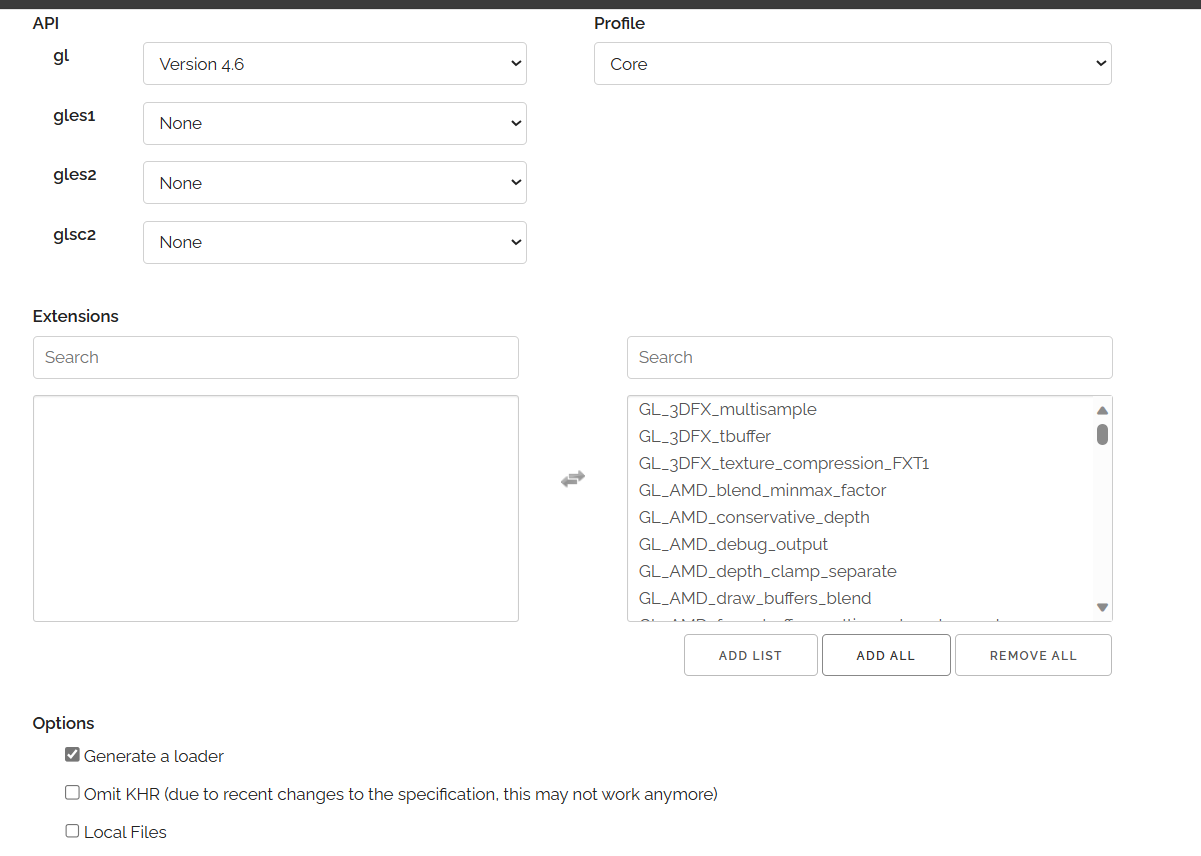 API
Profile
gl
Version 4.6
Core
gles1
None
gles2
None
glsc2
None
Extensions
Search
Search
GL_3DFX_multisample
GL_3DFX_tbuffer
GL_3DFX_texture_compression_FXT1
GL_AMD_blend_minmax_factor
GL_AMD_conservative_depth
GL_AMD_debug_output
GL_AMD_depth_clamp_separate
GL_AMD_draw_buffers_blend
ADD LIST
ADD ALL
REMOVE ALL
Options
Generate a loader
Omit KHR (due to recent changes to the specification, this may not work anymore)
Local Files